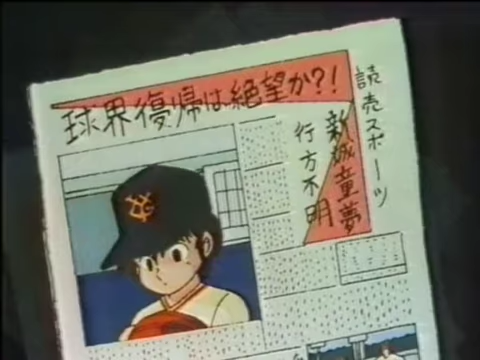 球界復帰は絶望か?!
読売スポーツ
新城童夢
行方不明